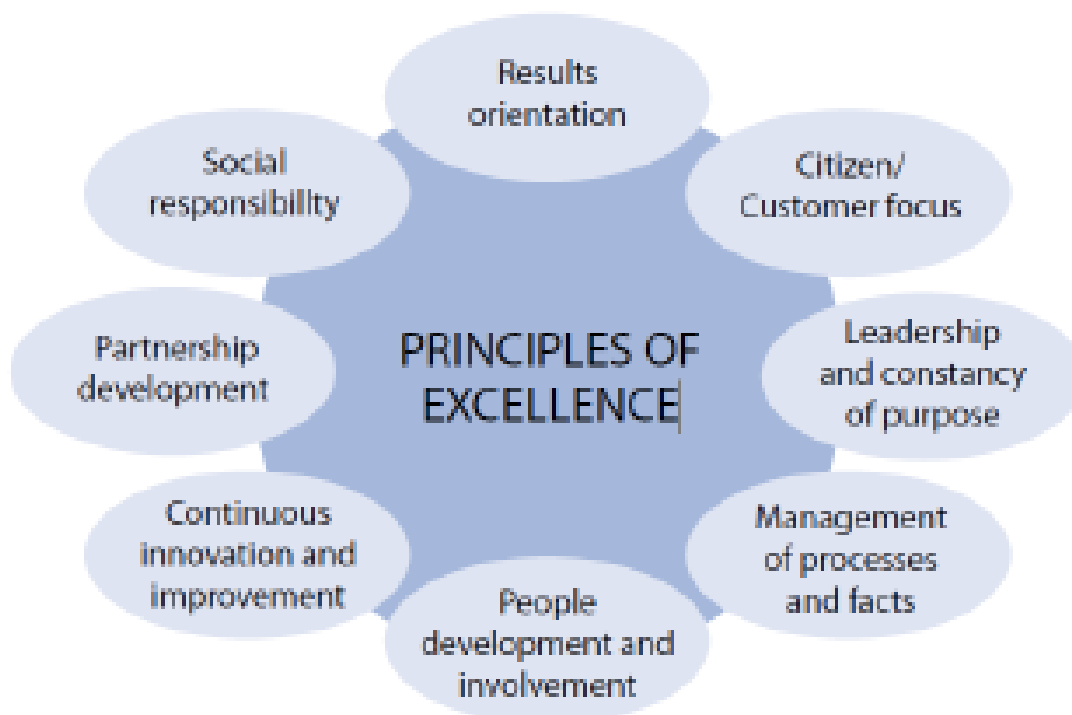 Results
orientation
Citizen/
Customer focus
Leadership
and constancy
of purpose
Management
of processes
and facts
People
development and
involvement
Continuous
innovation and
improvement
Partnership
development
Social
responsibility
PRINCIPLES OF
EXCELLENCE